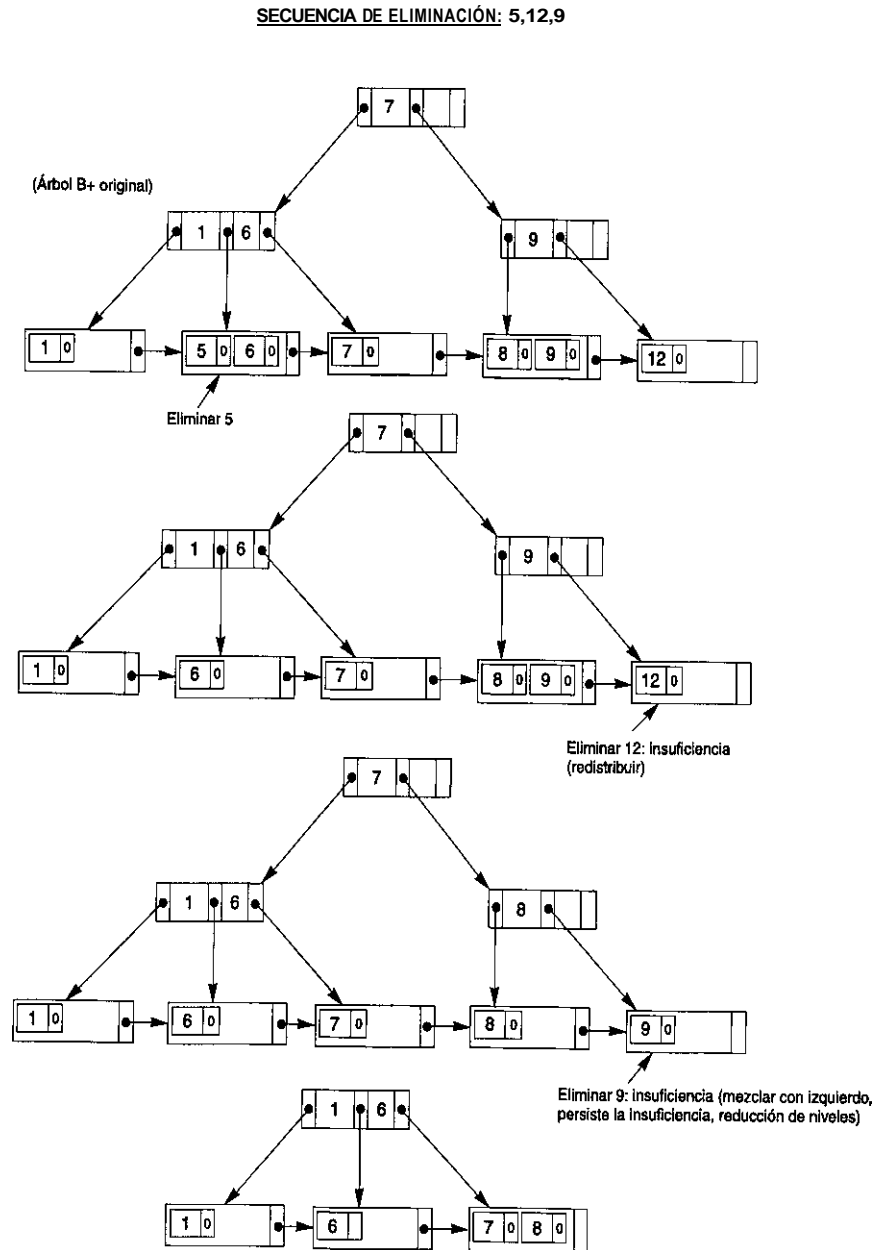 SECUENCIA DE ELIMINACIÓN: 5,12,9
7
(Árbol B+ original)
1 6
9
1 0
5 0 6 0
7 0
8 0 9 0
12 0
Eliminar 5
7
1 6
9
1 0
6 0
7 0
8 0 9 0
12 0
Eliminar 12: insuficiencia
(redistribuir)
7
1 6
8
1 0
6 0
7 0
8 0
9 0
Eliminar 9: insuficiencia (mezclar con izquierdo,
persiste la insuficiencia, reducción de niveles)
1 6
1 0
6
7 0 8 0